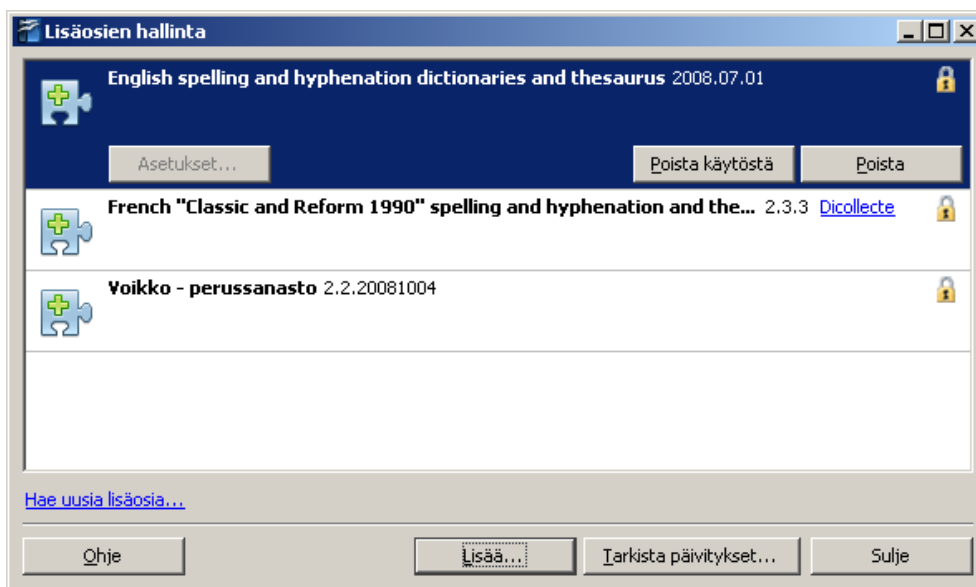 Lisäosien hallinta
English spelling and hyphenation dictionaries and thesaurus 2008.07.01
Asetukset... Poista käytöstä Poista
French "Classic and Reform 1990" spelling and hyphenation and the... 2.3.3 Dicollecte
Voikko - perussanasto 2.2.20081004
Hae uusia lisäosia...
Ohje Lisää... Tarkista päivitykset... Sulje